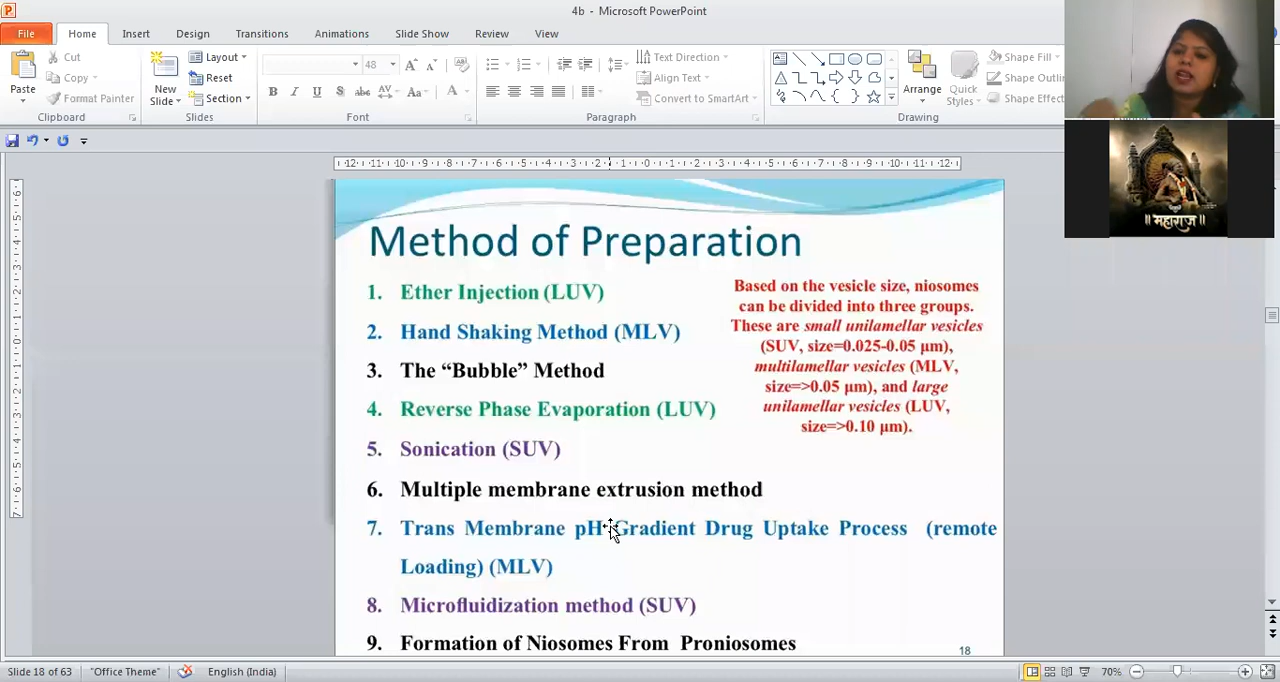 4b - Microsoft PowerPoint
File Home Insert Design Transitions Animations Slide Show Review View
Cut
Copy
Format Painter
Paste
Clipboard
New
Slide
Layout
Reset
Section
Slides
48
Font
Text Direction
Align Text
Convert to SmartArt
Paragraph
Arrange
Quick
Styles
Shape Fill
Shape Outli
Shape Effect
Drawing
Method of Preparation
1. Ether Injection (LUV)
2. Hand Shaking Method (MLV)
3. The “Bubble” Method
4. Reverse Phase Evaporation (LUV)
5. Sonication (SUV)
6. Multiple membrane extrusion method
7. Trans Membrane pH Gradient Drug Uptake Process (remote
Loading) (MLV)
8. Microfluidization method (SUV)
9. Formation of Niosomes From Proniosomes
Based on the vesicle size, niosomes
can be divided into three groups.
These are small unilamellar vesicles
(SUV, size=0.025-0.05 μm),
multilamellar vesicles (MLV,
size=>0.05 μm), and large
unilamellar vesicles (LUV,
size=>0.10 μm).
18
॥ महाराज ॥
Slide 18 of 63 "Office Theme" English (India) 70%